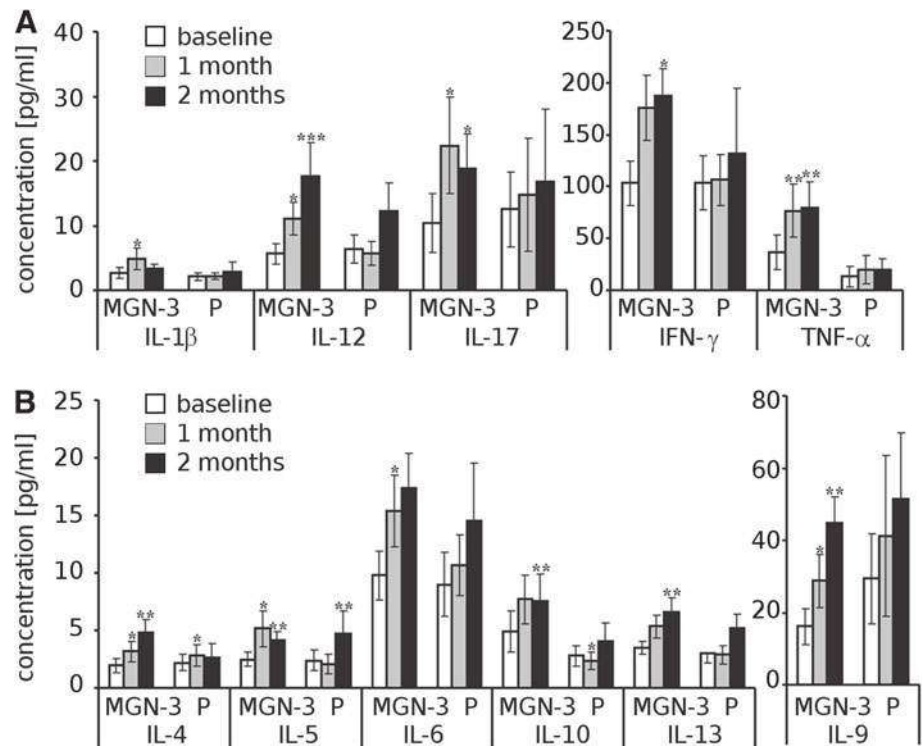 A
concentration [pg/ml]
40
30
20
10
0
baseline
1 month
2 months
*
*
***
*
*
MGN-3 P MGN-3 P MGN-3 P
IL-1β IL-12 IL-17
250
200
150
100
50
0
*
**
**
MGN-3 P MGN-3 P
IFN-γ TNF-α
B
concentration [pg/ml]
25
20
15
10
5
0
baseline
1 month
2 months
*
**
*
*
**
**
*
**
*
**
MGN-3 P MGN-3 P MGN-3 P MGN-3 P MGN-3 P
IL-4 IL-5 IL-6 IL-10 IL-13
80
60
40
20
0
*
**
MGN-3 P
IL-9